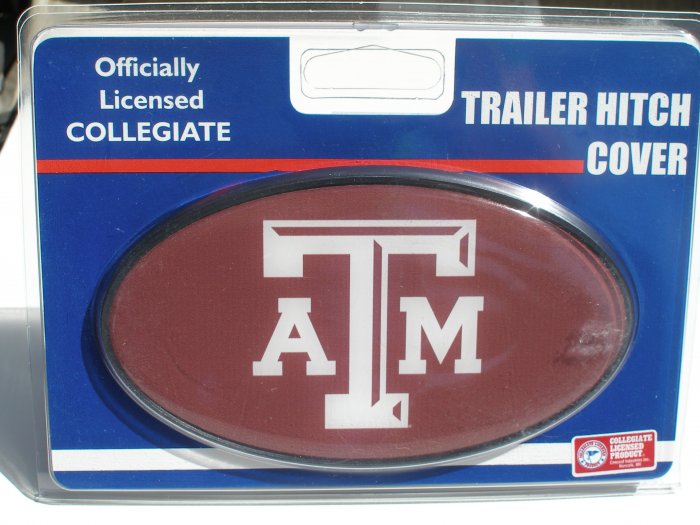 Officially
Licensed
COLLEGIATE
TRAILER HITCH
COVER
ATM
COLLEGIATE
LICENSED
PRODUCT